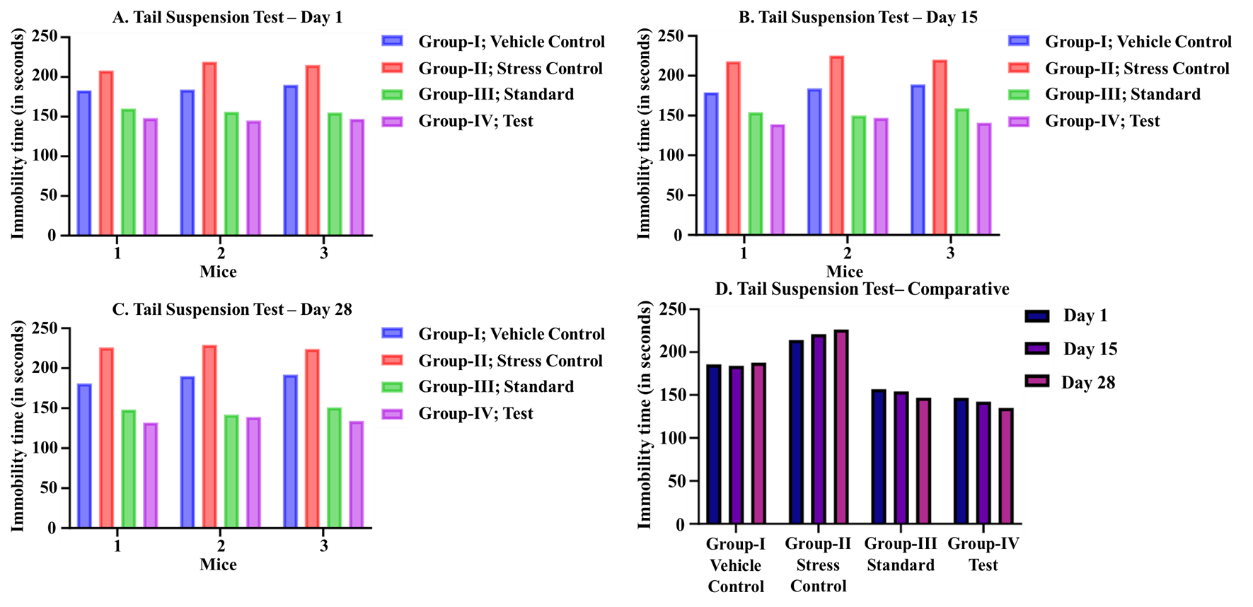 A. Tail Suspension Test – Day 1
Immobility time (in seconds)
250
200
150
100
50
0
1
2
3
Mice
Group-I; Vehicle Control
Group-II; Stress Control
Group-III; Standard
Group-IV; Test
B. Tail Suspension Test – Day 15
Immobility time (in seconds)
250
200
150
100
50
0
1
2
3
Mice
Group-I; Vehicle Control
Group-II; Stress Control
Group-III; Standard
Group-IV; Test
C. Tail Suspension Test – Day 28
Immobility time (in seconds)
250
200
150
100
50
0
1
2
3
Mice
Group-I; Vehicle Control
Group-II; Stress Control
Group-III; Standard
Group-IV; Test
D. Tail Suspension Test– Comparative
Immobility time (in seconds)
250
200
150
100
50
0
Group-I
Vehicle
Control
Group-II
Stress
Control
Group-III
Standard
Group-IV
Test
Day 1
Day 15
Day 28